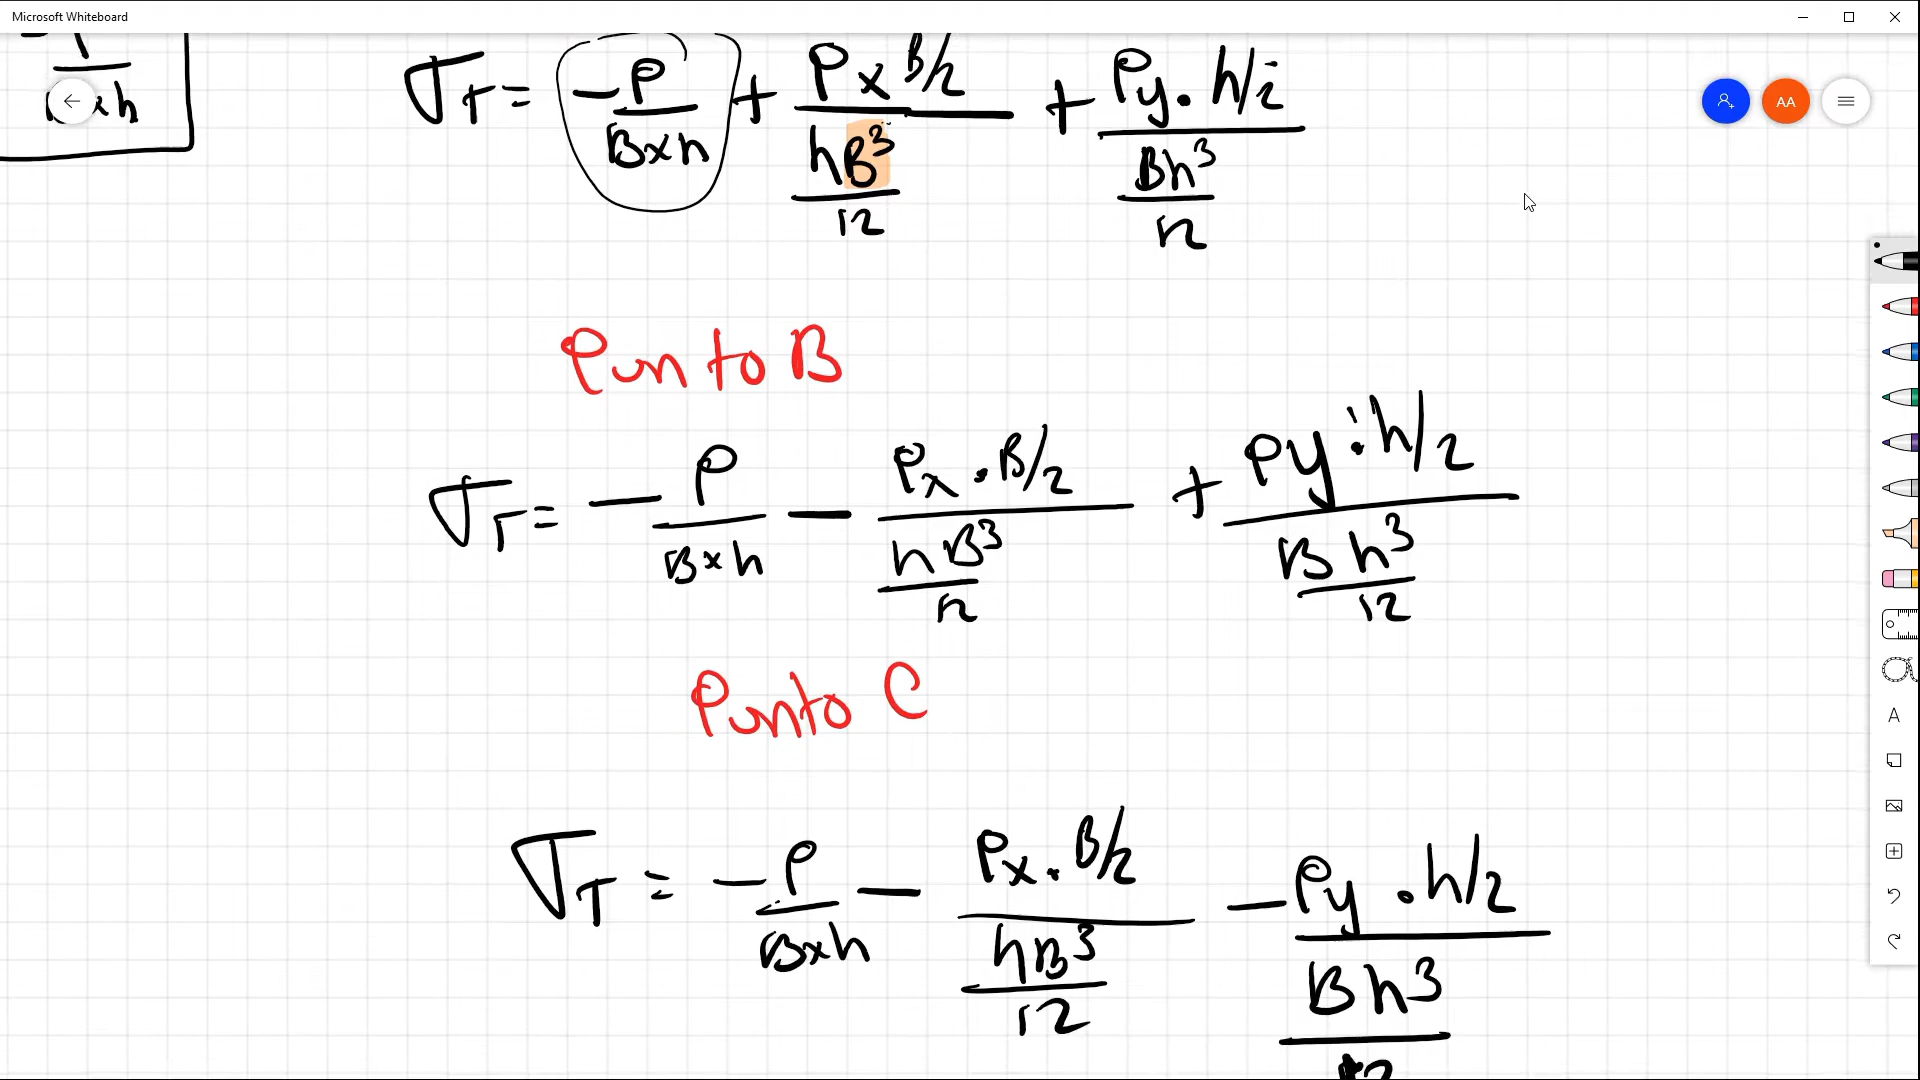 Microsoft Whiteboard
B x h
σT = -P/(B x h) + (Px B/2)/(hB³/12) + (Py · h/2)/(Bh³/12)
AA
Punto B
σT = - P/(B x h) - (Px · B/2)/(hB³/12) + (Py · h/2)/(Bh³/12)
Punto C
σT = - P/(B x h) - (Px · B/2)/(hB³/12) - (Py · h/2)/(Bh³/12)